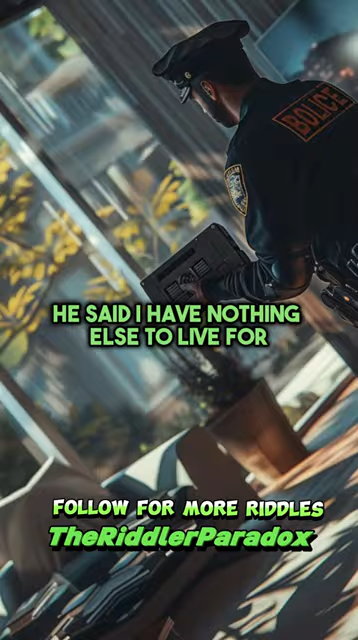 POLICE
HE SAID I HAVE NOTHING
ELSE TO LIVE FOR
FOLLOW FOR MORE RIDDLES
TheRiddlerParadox